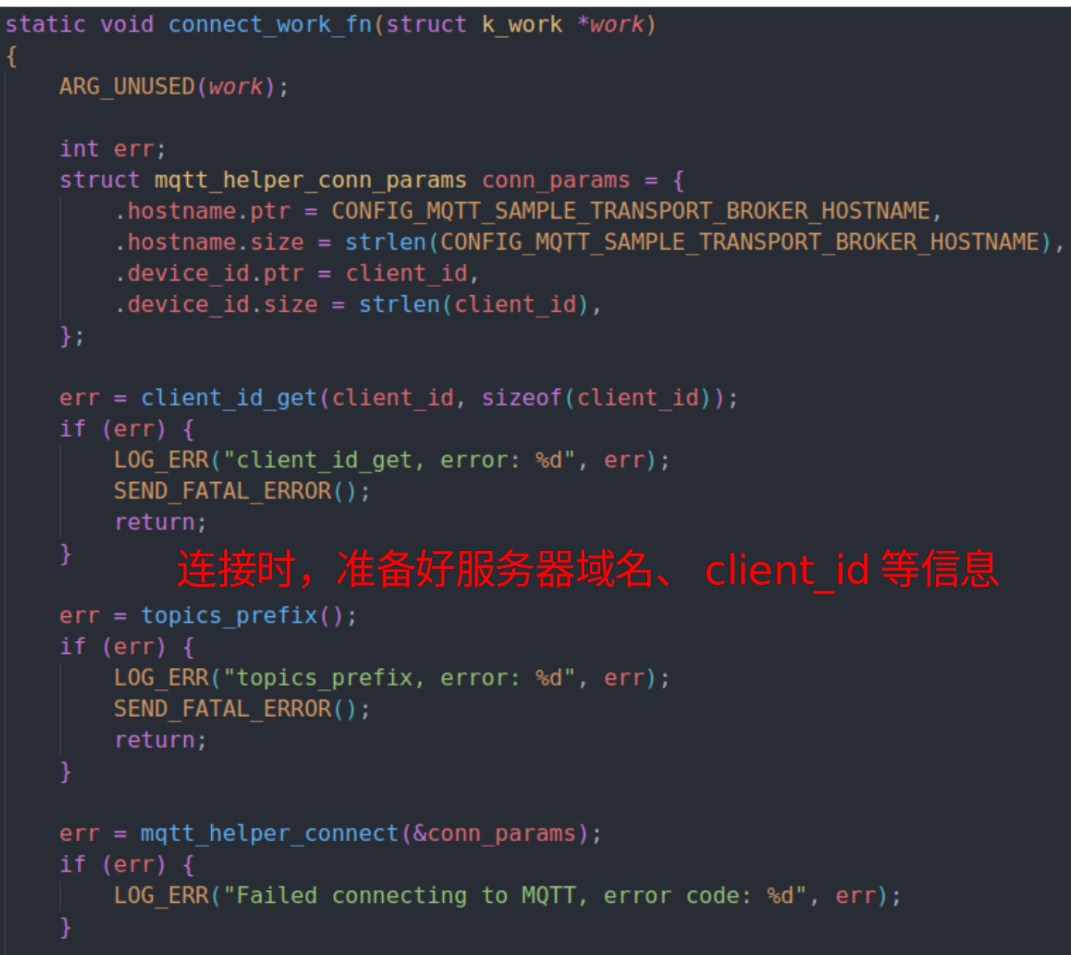 static void connect_work_fn(struct k_work *work)
{
    ARG_UNUSED(work);

    int err;
    struct mqtt_helper_conn_params conn_params = {
        .hostname.ptr = CONFIG_MQTT_SAMPLE_TRANSPORT_BROKER_HOSTNAME,
        .hostname.size = strlen(CONFIG_MQTT_SAMPLE_TRANSPORT_BROKER_HOSTNAME),
        .device_id.ptr = client_id,
        .device_id.size = strlen(client_id),
    };

    err = client_id_get(client_id, sizeof(client_id));
    if (err) {
        LOG_ERR("client_id_get, error: %d", err);
        SEND_FATAL_ERROR();
        return;
    }
连接时，准备好服务器域名、 client_id 等信息
    err = topics_prefix();
    if (err) {
        LOG_ERR("topics_prefix, error: %d", err);
        SEND_FATAL_ERROR();
        return;
    }

    err = mqtt_helper_connect(&conn_params);
    if (err) {
        LOG_ERR("Failed connecting to MQTT, error code: %d", err);
    }